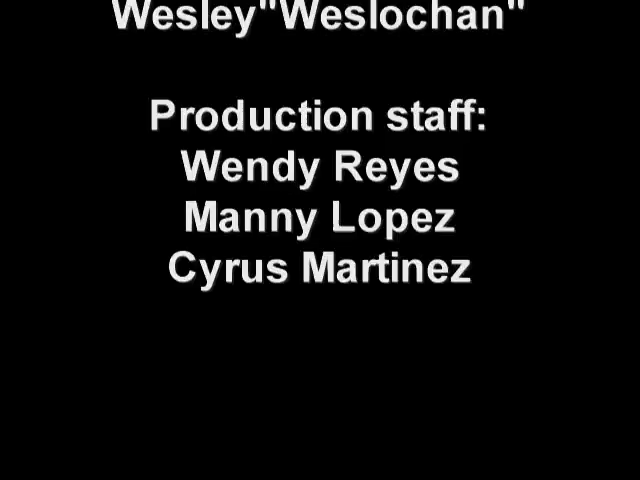 Wesley"Weslochan"
Production staff:
Wendy Reyes
Manny Lopez
Cyrus Martinez